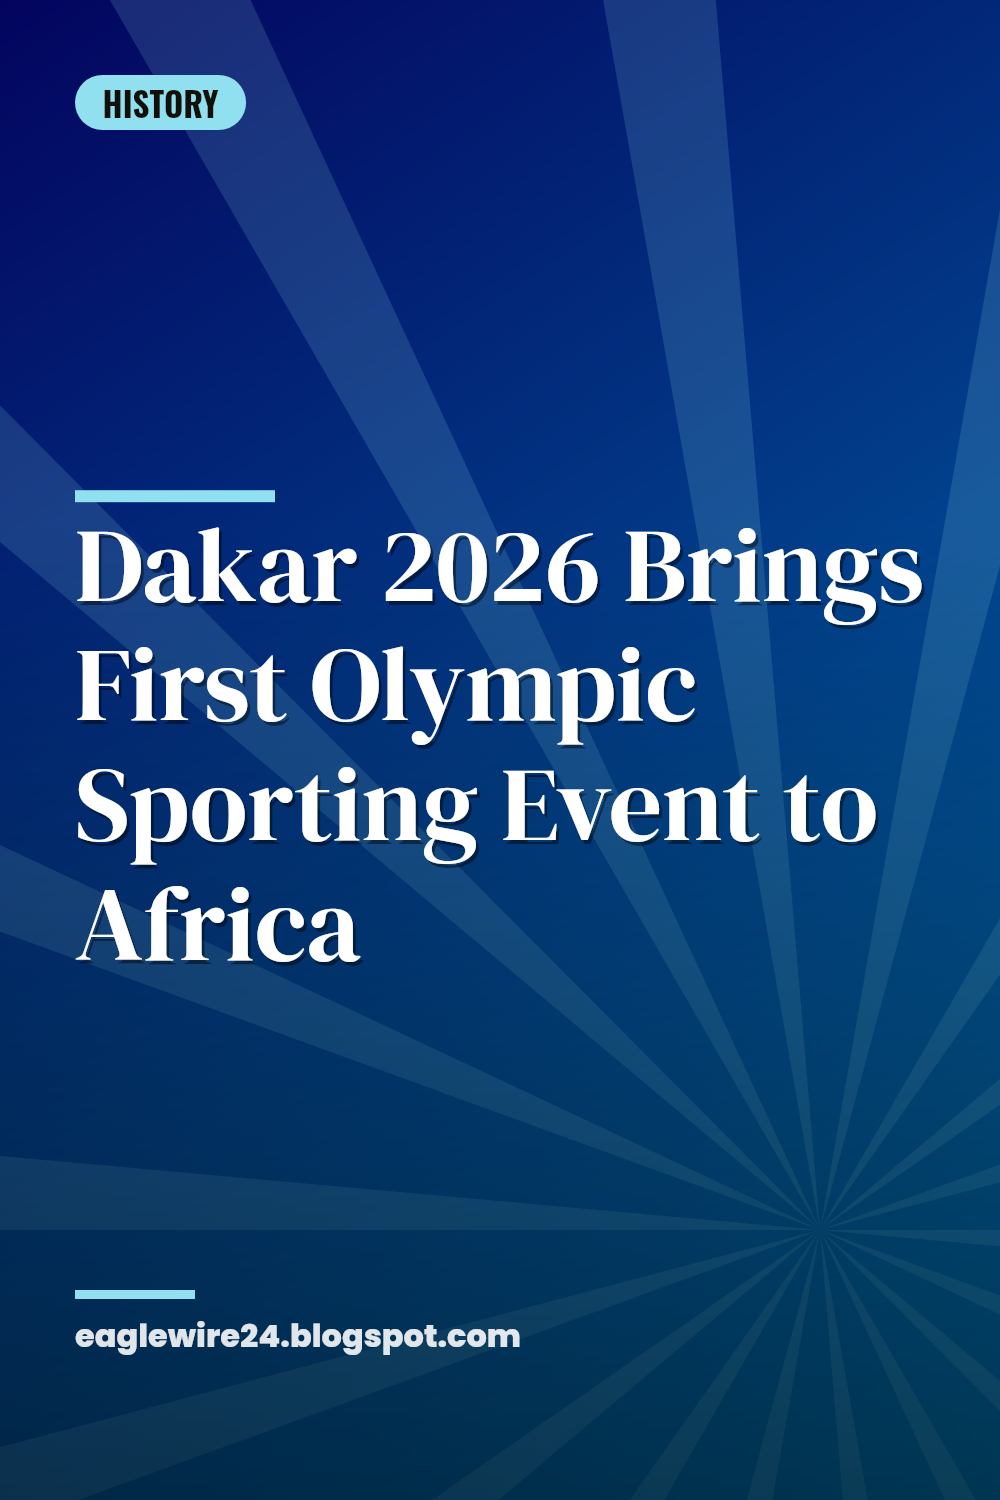 HISTORY
Dakar 2026 Brings
First Olympic
Sporting Event to
Africa
eaglewire24.blogspot.com